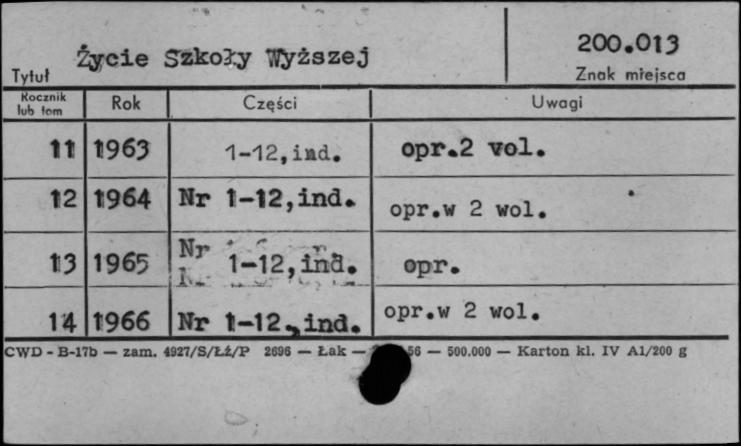 Życie Szkoły Wyższej
200.013
Tytuł
Znak miejsca
Rocznik lub tom Rok Części Uwagi
11 1963 1-12,ind. opr.2 vol.
12 1964 Nr 1-12,ind. opr.w 2 wol.
13 1965 Nr 1-12,ind. opr.
14 1966 Nr 1-12.,ind. opr.w 2 wol.
CWD - B-17b — zam. 4927/S/Łż/P 2696 — Łak — 56 — 500.000 — Karton kl. IV A1/200 g